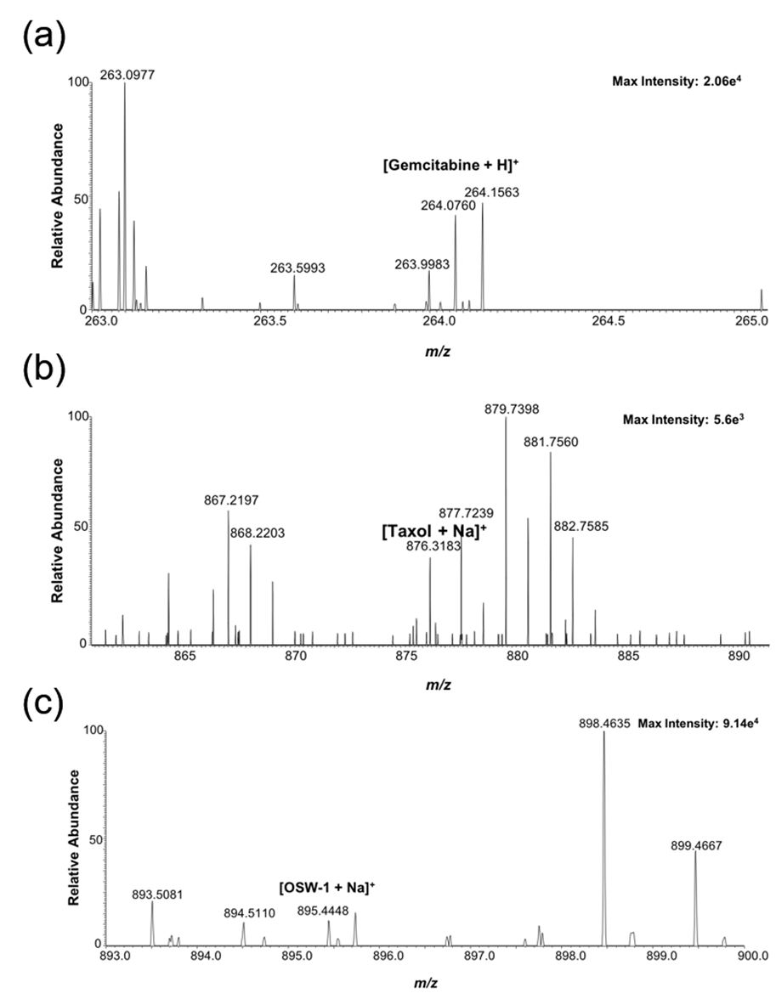 (a)
263.0977
100
Max Intensity: 2.06e4
[Gemcitabine + H]+
264.1563
264.0760
50
263.9983
263.5993
0
Relative Abundance
263.0 263.5 264.0 264.5 265.0
m/z
(b)
879.7398
100
Max Intensity: 5.6e3
881.7560
867.2197
877.7239
[Taxol + Na]+
50
868.2203
882.7585
876.3183
0
Relative Abundance
865 870 875 880 885 890
m/z
(c)
898.4635 Max Intensity: 9.14e4
100
899.4667
50
[OSW-1 + Na]+
893.5081
894.5110
895.4448
0
Relative Abundance
893.0 894.0 895.0 896.0 897.0 898.0 899.0 900.0
m/z